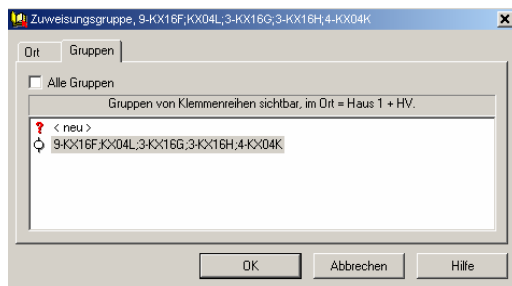 Zuweisungsgruppe, 9-KX16F;KX04L;3-KX16G;3-KX16H;4-KX04K
Ort Gruppen
Alle Gruppen
Gruppen von Klemmenreihen sichtbar, im Ort = Haus 1 + HV.
? < neu >
9-KX16F;KX04L;3-KX16G;3-KX16H;4-KX04K
OK Abbrechen Hilfe